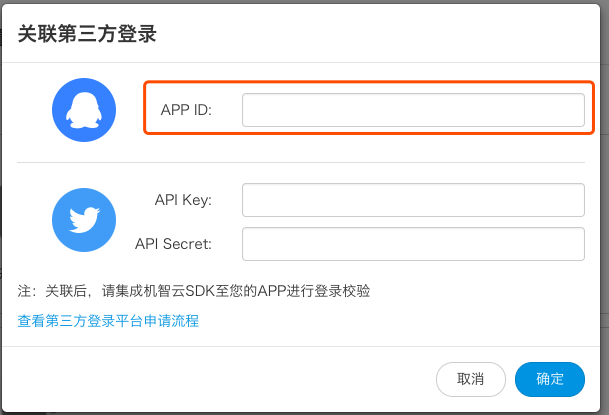 关联第三方登录
APP ID:
API Key:
API Secret:
注：关联后，请集成机智云SDK至您的APP进行登录校验
查看第三方登录平台申请流程
取消 确定